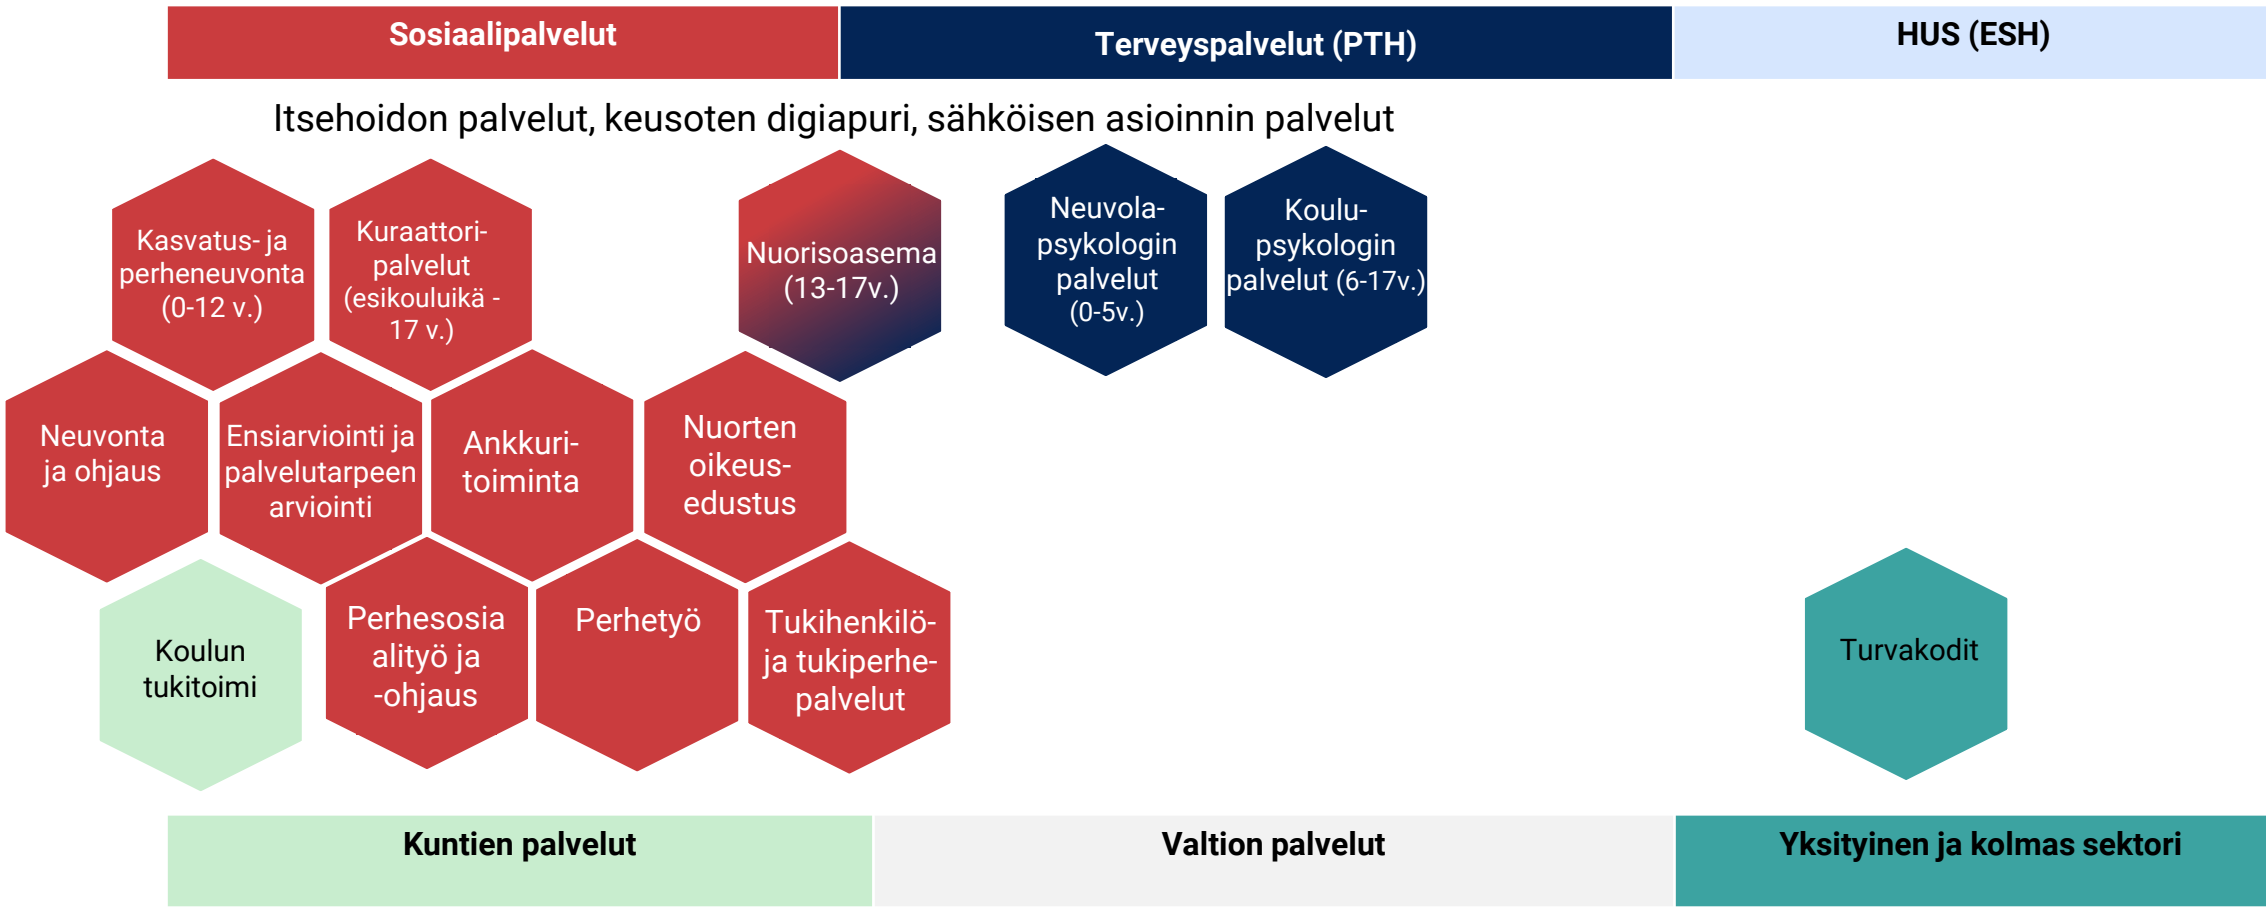 Sosiaalipalvelut
Terveyspalvelut (PTH)
HUS (ESH)
Itsehoidon palvelut, keusoten digiapuri, sähköisen asioinnin palvelut
Kasvatus- ja
perheneuvonta
(0-12 v.)
Kuraattori-
palvelut
(esikouluikä -
17 v.)
Nuorisoasema
(13-17v.)
Neuvola-
psykologin
palvelut
(0-5v.)
Koulu-
psykologin
palvelut (6-17v.)
Neuvonta
ja ohjaus
Ensiarviointi ja
palvelutarpeen
arviointi
Ankkuri-
toiminta
Nuorten
oikeus-
edustus
Koulun
tukitoimi
Perhesosia
alityö ja
-ohjaus
Perhetyö
Tukihenkilö-
ja tukiperhe-
palvelut
Turvakodit
Kuntien palvelut
Valtion palvelut
Yksityinen ja kolmas sektori